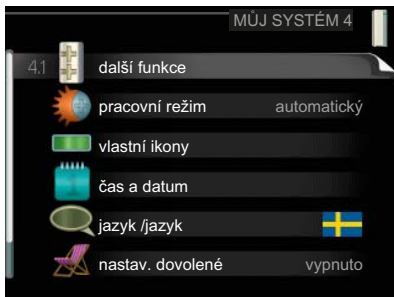 MŮJ SYSTÉM 4
4.1 další funkce
pracovní režim automatický
vlastní ikony
čas a datum
jazyk /jazyk
nastav. dovolené vypnuto